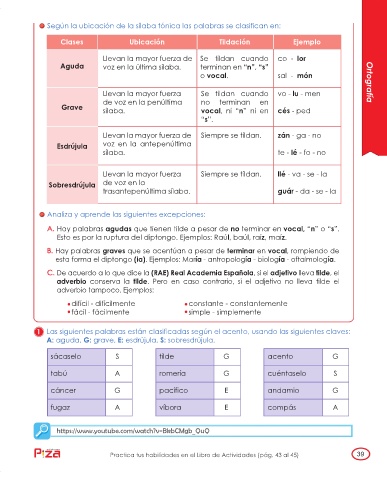 Según la ubicación de la sílaba tónica las palabras se clasifican en:
Clases Ubicación Tildación Ejemplo
Aguda
Llevan la mayor fuerza de
voz en la última sílaba.
Se tildan cuando
terminan en "n", "s"
o vocal.
co - lor
sal - món
Grave
Llevan la mayor fuerza
de voz en la penúltima
sílaba.
Se tildan cuando
no terminan en
vocal, ni "n" ni en
"s".
vo - lu - men
cés - ped
Esdrújula
Llevan la mayor fuerza de
voz en la antepenúltima
sílaba.
Siempre se tildan.
zán - ga - no
te - lé - fo - no
Sobresdrújula
Llevan la mayor fuerza
de voz en la
trasantepenúltima sílaba.
Siempre se tildan.
llé - va - se - la
guár - da - se - la
Ortografía
Analiza y aprende las siguientes excepciones:
A. Hay palabras agudas que tienen tilde a pesar de no terminar en vocal, "n" o "s".
Esto es por la ruptura del diptongo. Ejemplos: Raúl, baúl, raíz, maíz.
B. Hay palabras graves que se acentúan a pesar de terminar en vocal, rompiendo de
esta forma el diptongo (ía). Ejemplos: María - antropología - biología - oftalmología.
C. De acuerdo a lo que dice la (RAE) Real Academia Española, si el adjetivo lleva tilde, el
adverbio conserva la tilde. Pero en caso contrario, si el adjetivo no lleva tilde el
adverbio tampoco. Ejemplos:
difícil - difícilmente
constante - constantemente
fácil - fácilmente
simple - simplemente
1 Las siguientes palabras están clasificadas según el acento, usando las siguientes claves:
A: aguda, G: grave, E: esdrújula, S: sobresdrújula.
sácaselo S tilde G acento G
tabú A romería G cuéntaselo S
cáncer G pacífico E andamio G
fugaz A víbora E compás A
Practica tus habilidades en el Libro de Actividades (pág. 43 al 45)
39